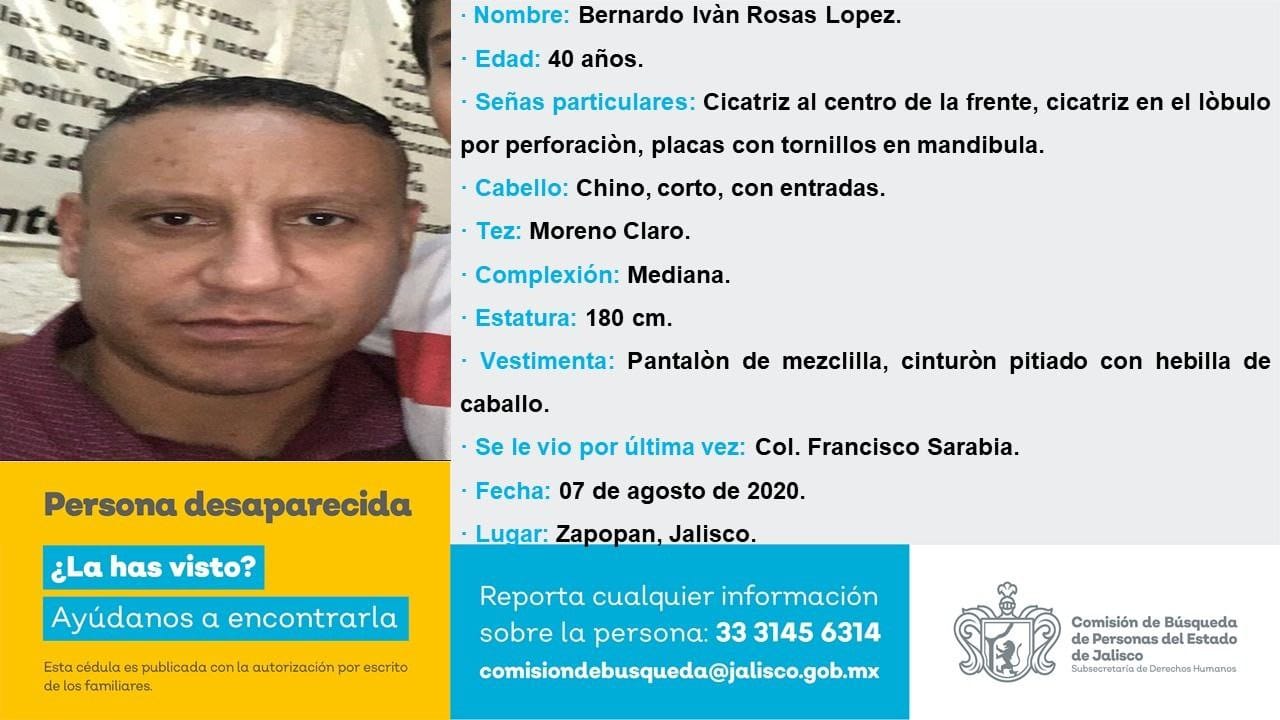 · Nombre: Bernardo Ivàn Rosas Lopez.
· Edad: 40 años.
· Señas particulares: Cicatriz al centro de la frente, cicatriz en el lòbulo
por perforaciòn, placas con tornillos en mandibula.
· Cabello: Chino, corto, con entradas.
· Tez: Moreno Claro.
· Complexión: Mediana.
· Estatura: 180 cm.
· Vestimenta: Pantalòn de mezclilla, cinturòn pitiado con hebilla de
caballo.
· Se le vio por última vez: Col. Francisco Sarabia.
· Fecha: 07 de agosto de 2020.
· Lugar: Zapopan, Jalisco.
Persona desaparecida
¿La has visto?
Ayúdanos a encontrarla
Esta cédula es publicada con la autorización por escrito
de los familiares.
Reporta cualquier información
sobre la persona: 33 3145 6314
comisiondebusqueda@jalisco.gob.mx
Comisión de Búsqueda
de Personas del Estado
de Jalisco
Subsecretaría de Derechos Humanos